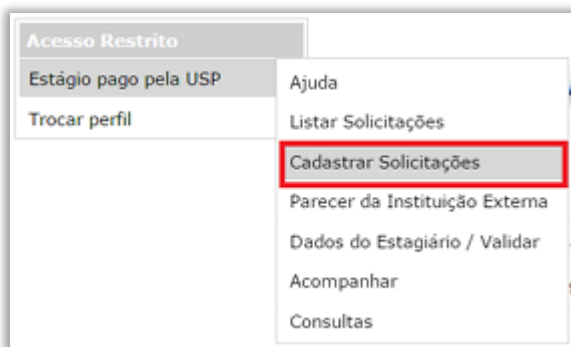 Acesso Restrito
Estágio pago pela USP
Trocar perfil
Ajuda
Listar Solicitações
Cadastrar Solicitações
Parecer da Instituição Externa
Dados do Estagiário / Validar
Acompanhar
Consultas